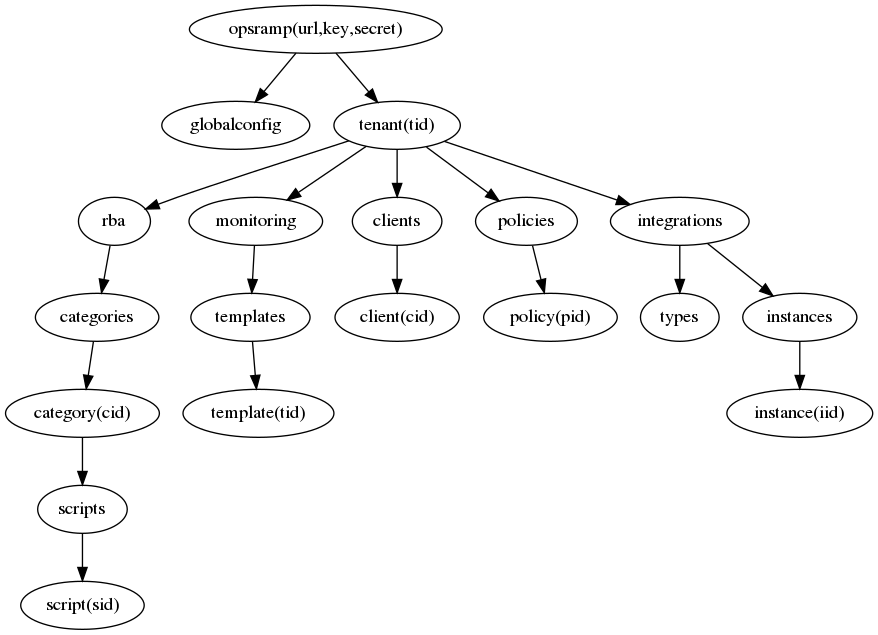 opsramp(url,key,secret)
globalconfig
tenant(tid)
rba
monitoring
clients
policies
integrations
categories
templates
client(cid)
policy(pid)
types
instances
category(cid)
template(tid)
instance(iid)
scripts
script(sid)